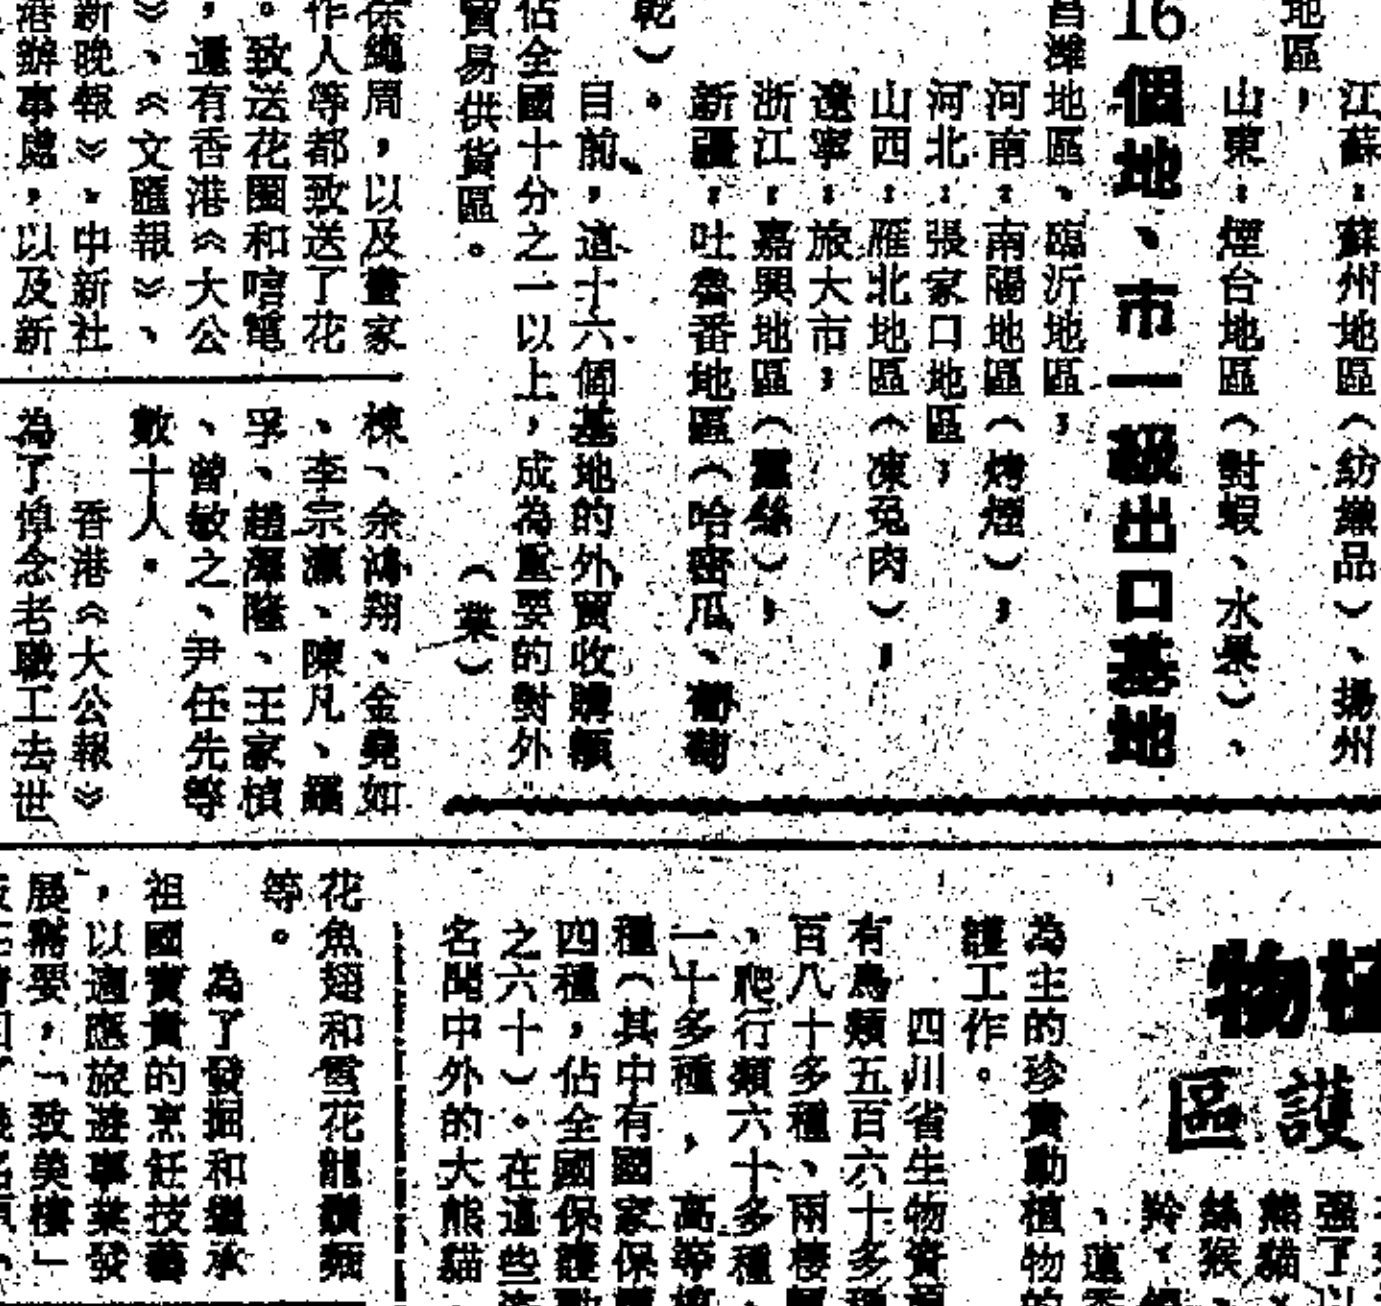 江蘇：蘇州地區（紡織品）、揚州
地區，
山東：煙台地區（對蝦、水果）、
16個地、市一級出口基地
昌濰地區、臨沂地區；
河南：南陽地區（烤煙）；
河北：張家口地區；
山西：雁北地區（凍兔肉）；
遼寧：旅大市；
浙江：嘉興地區（蠶絲）；
新疆：吐魯番地區（哈密瓜、葡萄
乾）。
目前，這十六個基地的外貿收購額
佔全國十分之一以上，成為重要的對外
貿易供貨區。（業）
徐繩周，以及畫家
作人等都致送了花
。致送花圈和唁電
，還有香港《大公
》、《文匯報》、
新晚報》、中新社
港辦事處，以及新
棟、余鴻翔、金堯如
、李宗瀛、陳凡、羅
孚、趙澤隆、王家楨
、曾敏之、尹任先等
數十人。
香港《大公報》
為了悼念老職工去世
植物
護區
强了以
熊貓
絲猴
羚
為主的珍貴動植物的
護工作。
四川省生物資源
有鳥類五百六十多種
百八十多種、兩棲
、爬行類六十多種、
一十多種，高等植
種（其中有國家保護
四種，佔全國保護動
之六十）。在這些
名聞中外的大熊貓
花魚翅和雪花龍鬚麵
等。
為了發掘和繼承
祖國寶貴的烹飪技藝
，以適應旅遊事業發
展需要，「致美樓」